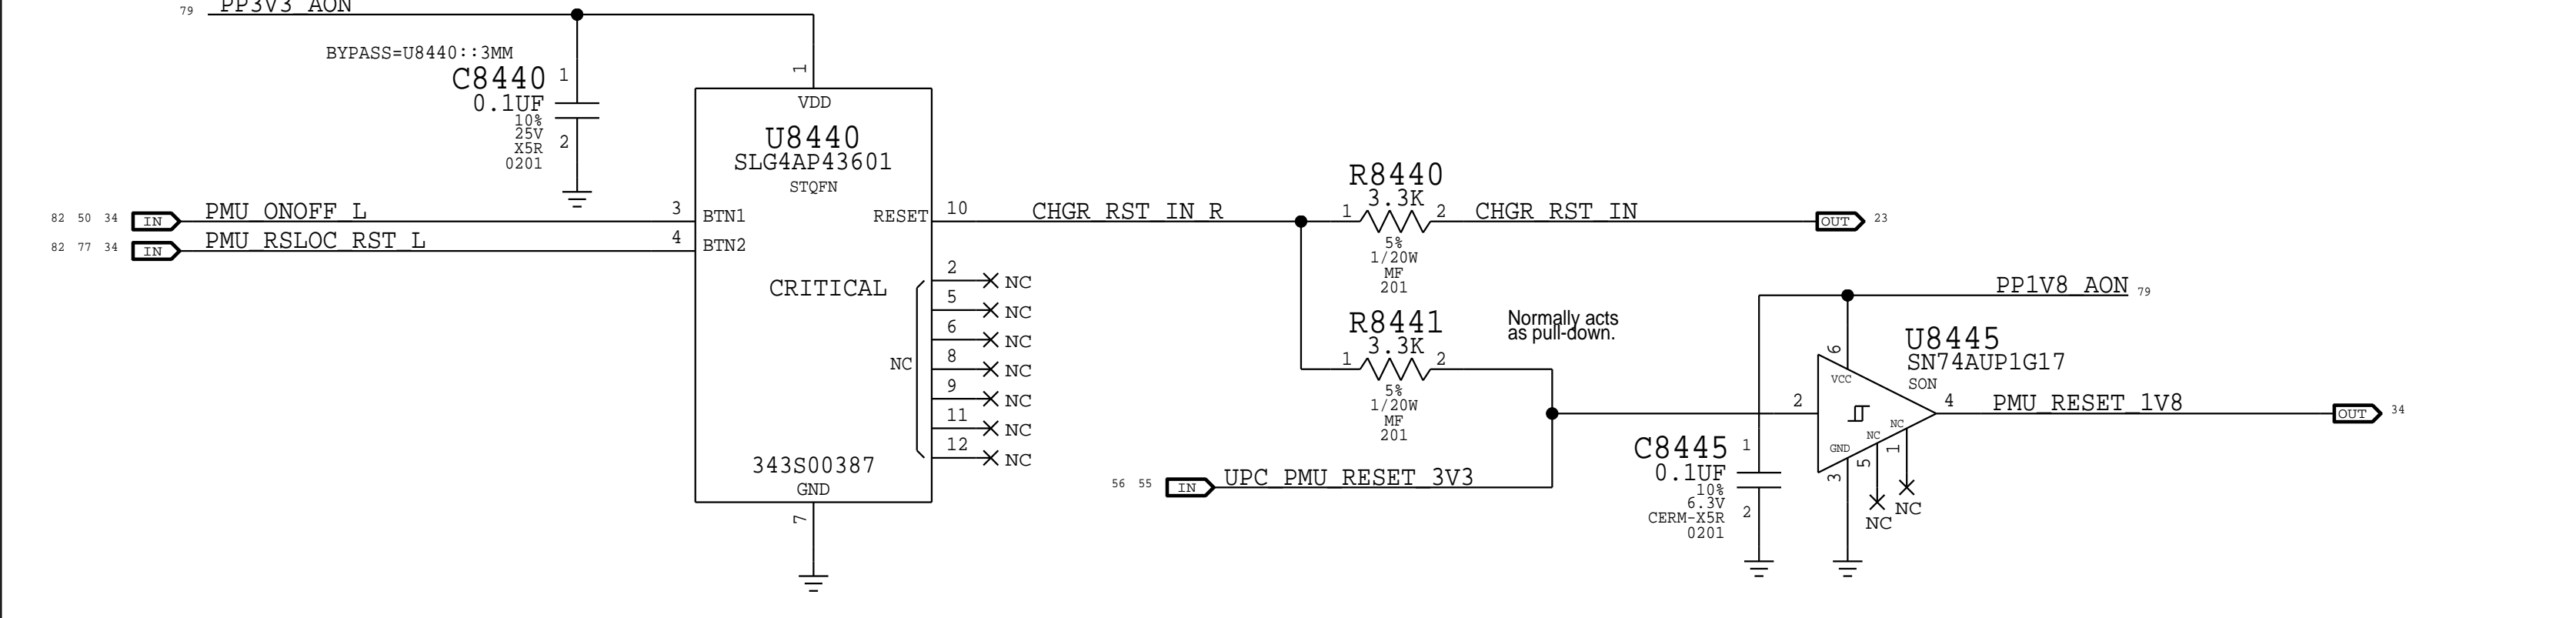 79 PP3V3_AON
BYPASS=U8440::3MM
C8440
0.1UF
10%
25V
X5R
0201
1
2
1
VDD
U8440
SLG4AP43601
STQFN
82 50 34 IN PMU_ONOFF_L 3 BTN1
82 77 34 IN PMU_RSLOC_RST_L 4 BTN2
RESET 10 CHGR_RST_IN_R
CRITICAL
NC
2 NC
5 NC
6 NC
8 NC
9 NC
11 NC
12 NC
343S00387
GND
7
R8440
3.3K
1 2
5%
1/20W
MF
201
CHGR_RST_IN OUT 23
R8441
3.3K
1 2
5%
1/20W
MF
201
Normally acts
as pull-down.
56 55 IN UPC_PMU_RESET_3V3
PP1V8_AON 79
U8445
SN74AUP1G17
SON
6
VCC
2
4 PMU_RESET_1V8 OUT 34
NC
NC
GND
3
5
1
NC
NC
C8445
0.1UF
10%
6.3V
CERM-X5R
0201
1
2